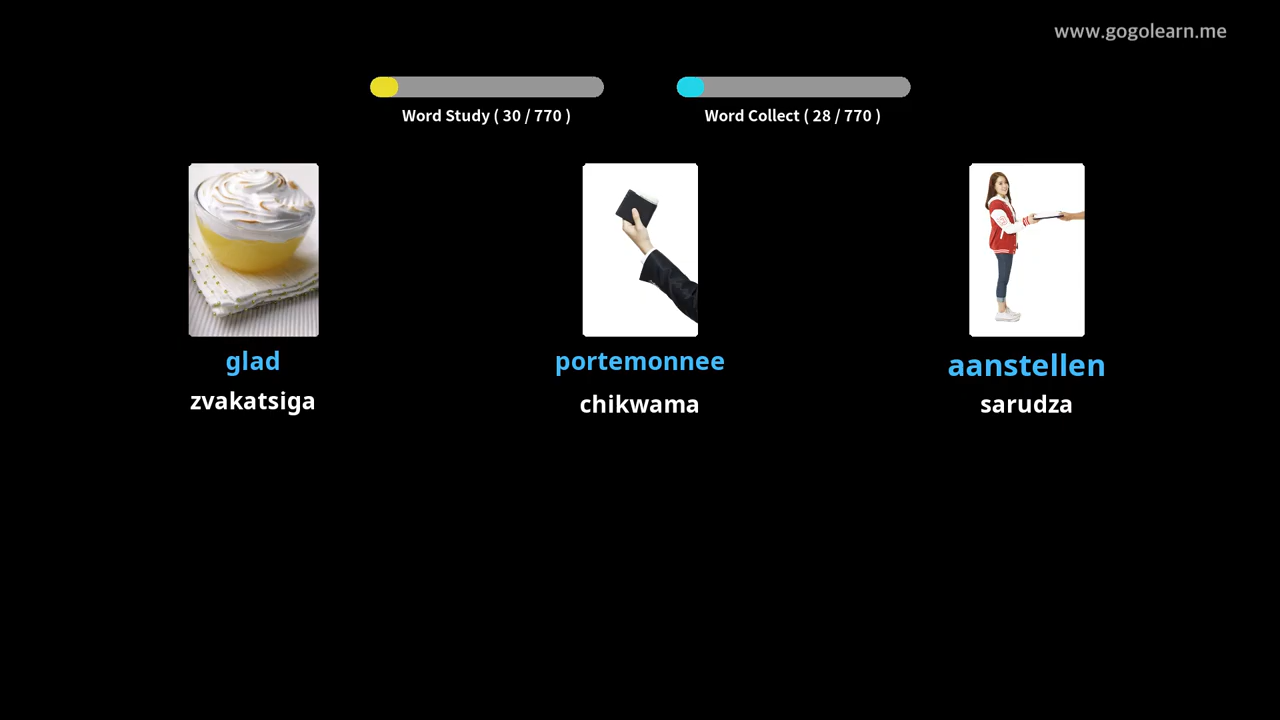 www.gogolearn.me
Word Study ( 30 / 770 )
Word Collect ( 28 / 770 )
glad
portemonnee
aanstellen
zvakatsiga
chikwama
sarudza